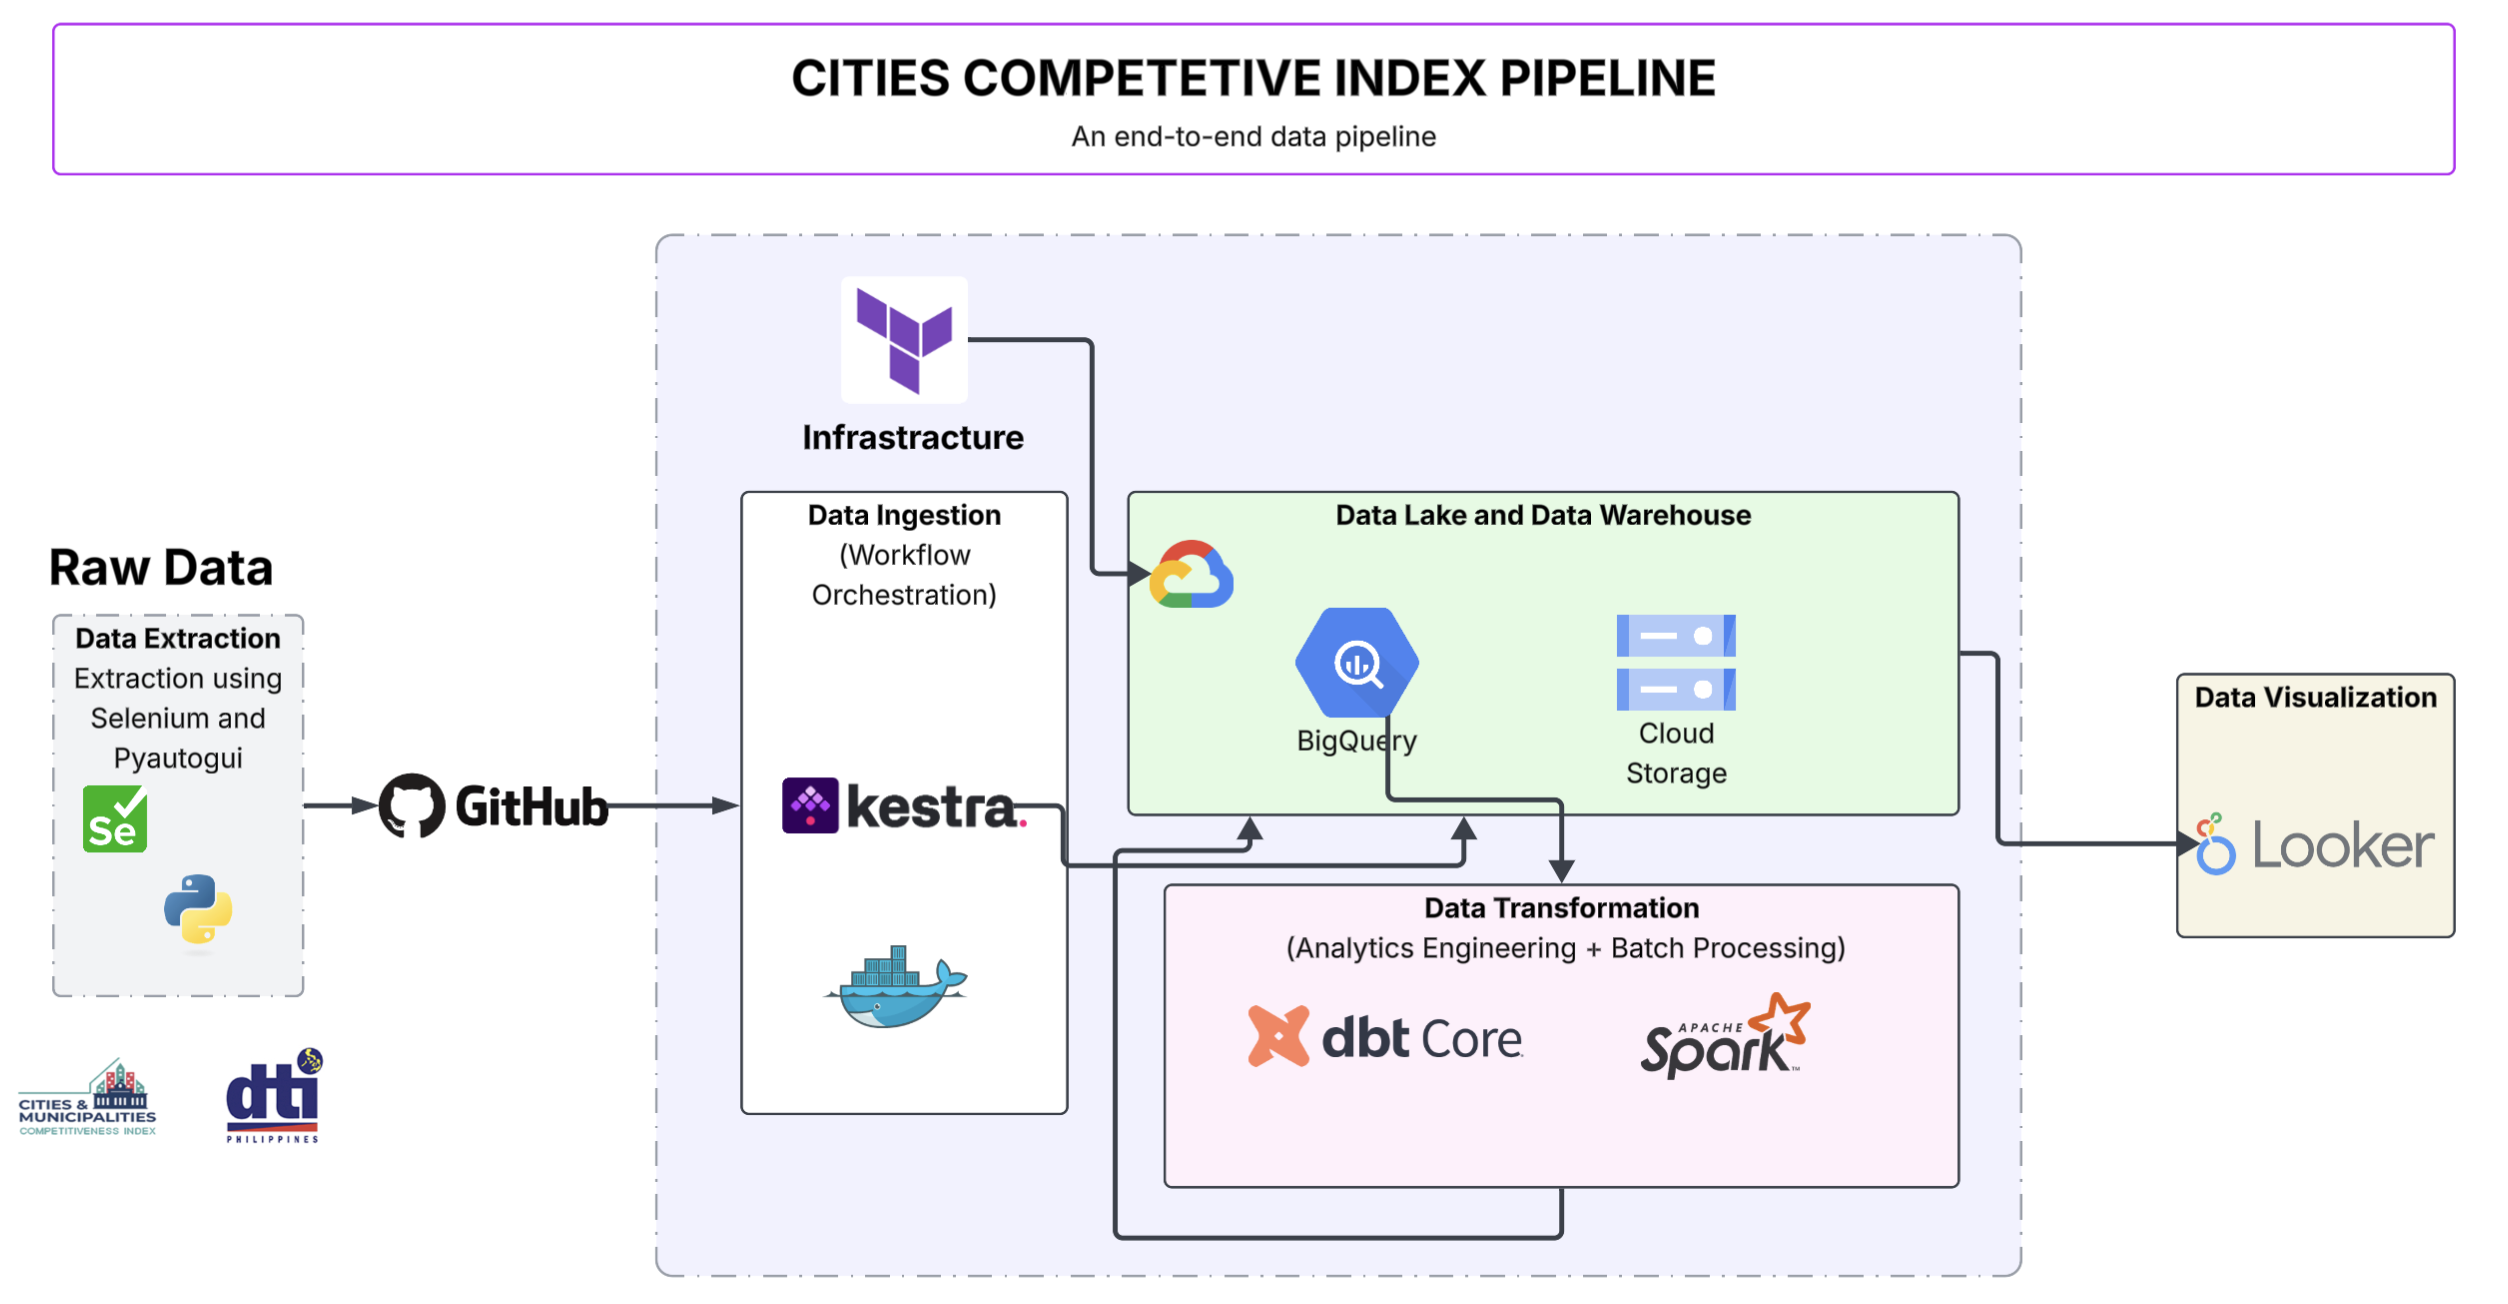 CITIES COMPETETIVE INDEX PIPELINE
An end-to-end data pipeline
Infrastracture
Raw Data
Data Extraction
Extraction using
Selenium and
Pyautogui
Se
CITIES &
MUNICIPALITIES
COMPETITIVENESS INDEX
dti
PHILIPPINES
GitHub
Data Ingestion
(Workflow
Orchestration)
kestra.
Data Lake and Data Warehouse
BigQuery
Cloud
Storage
Data Transformation
(Analytics Engineering + Batch Processing)
dbt Core
APACHE
Spark™
Data Visualization
Looker